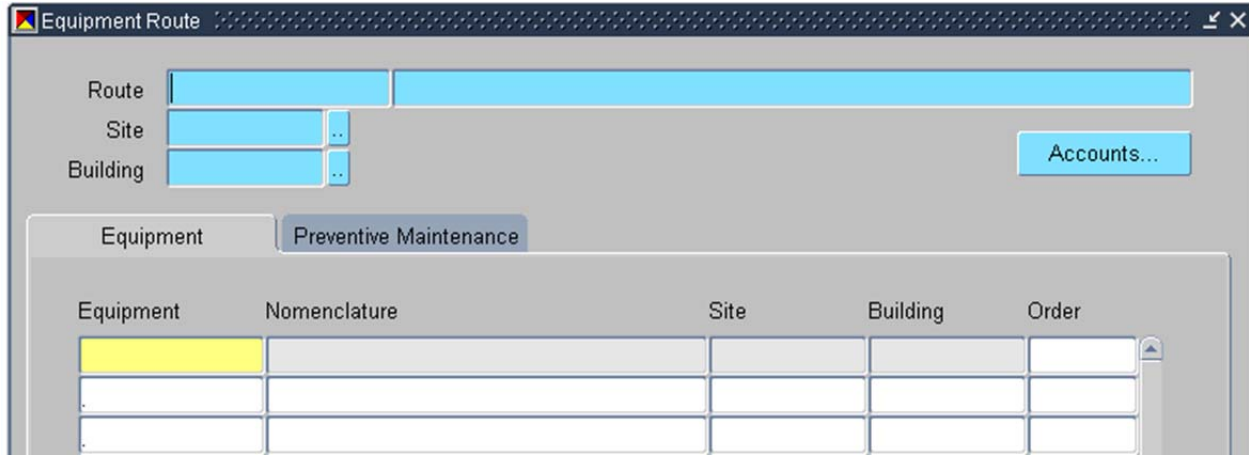 Equipment Route
Route
Site ..
Building ..
Accounts...
Equipment Preventive Maintenance
Equipment Nomenclature Site Building Order
.
.